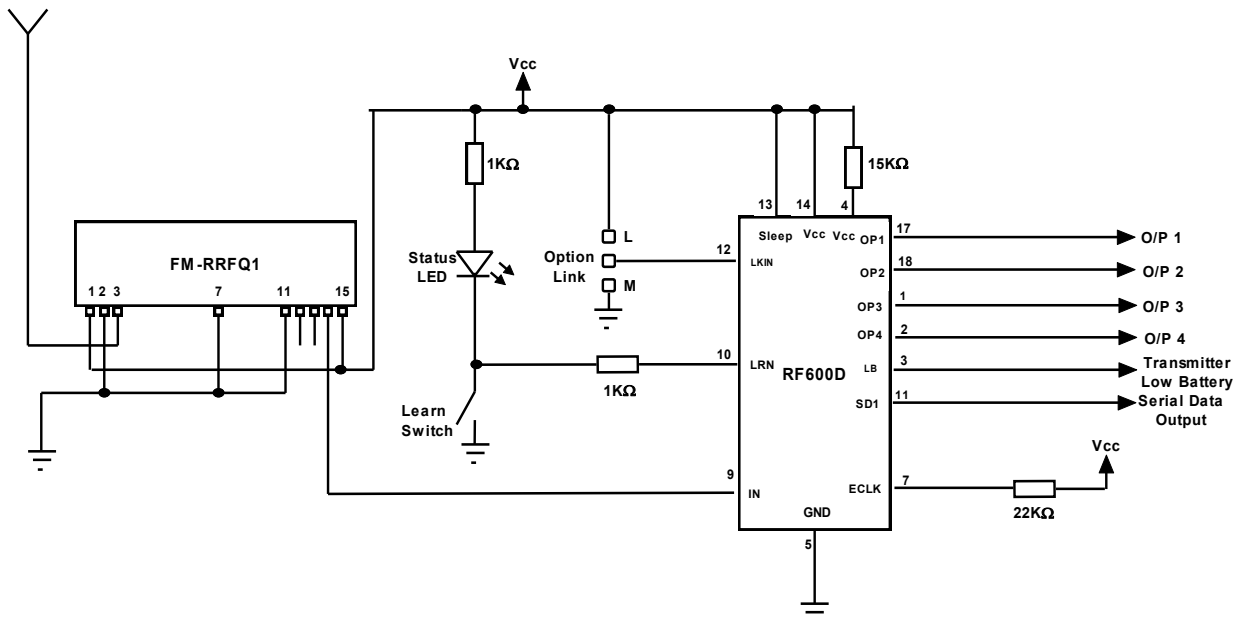 Vcc
1KΩ
15KΩ
13
14
4
Sleep
Vcc
Vcc
FM-RRFQ1
1 2 3
7
11
15
Status
LED
Option
Link
L
M
12
LKIN
10
LRN
1KΩ
Learn
Switch
9
IN
RF600D
OP1
17
O/P 1
OP2
18
O/P 2
OP3
1
O/P 3
OP4
2
O/P 4
LB
3
Transmitter
Low Battery
SD1
11
Serial Data
Output
ECLK
7
22KΩ
Vcc
GND
5